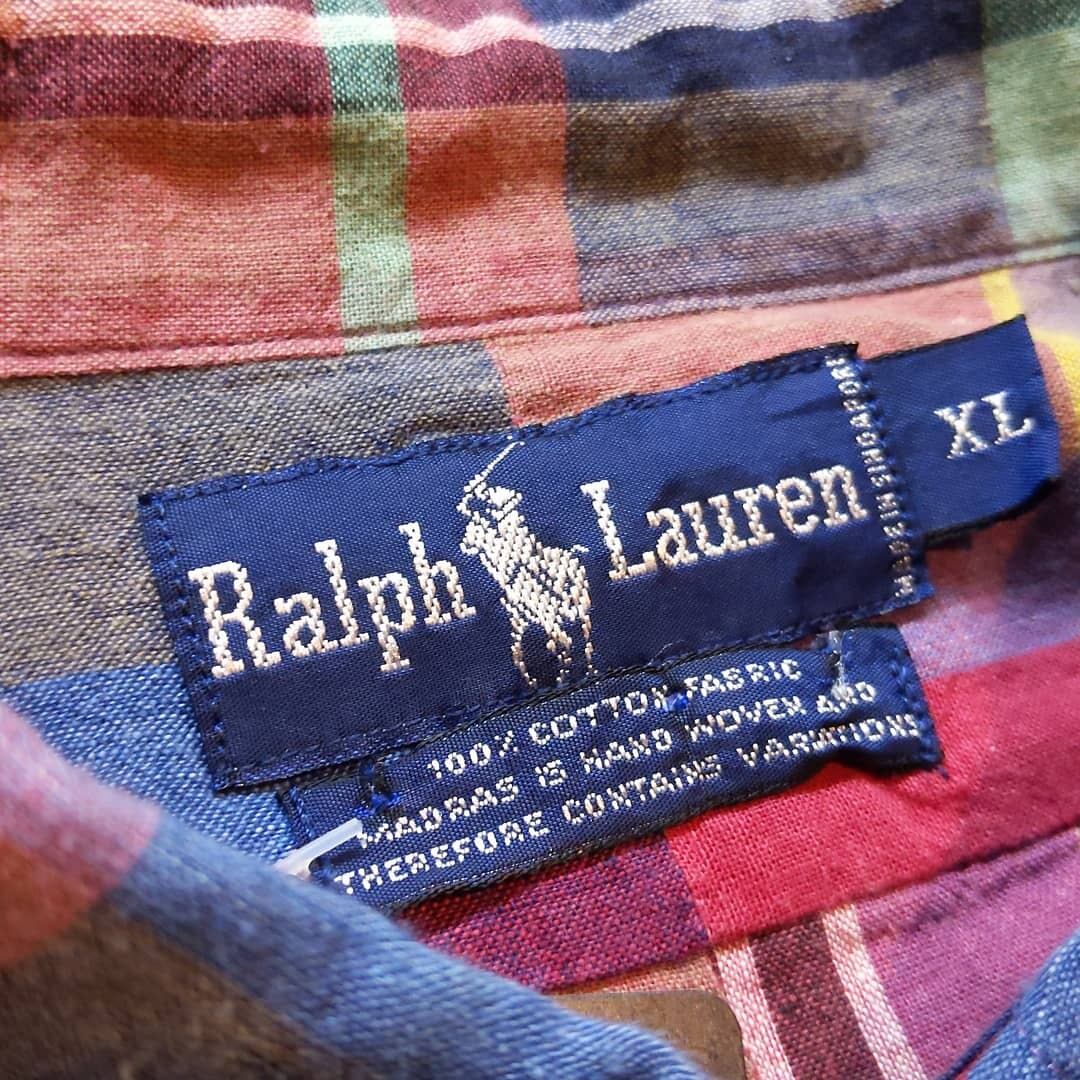 Ralph Lauren
MADE IN SINGAPORE
XL
100% COTTON FABRIC
MADRAS IS HAND WOVEN AND
THEREFORE CONTAINS VARIATIONS